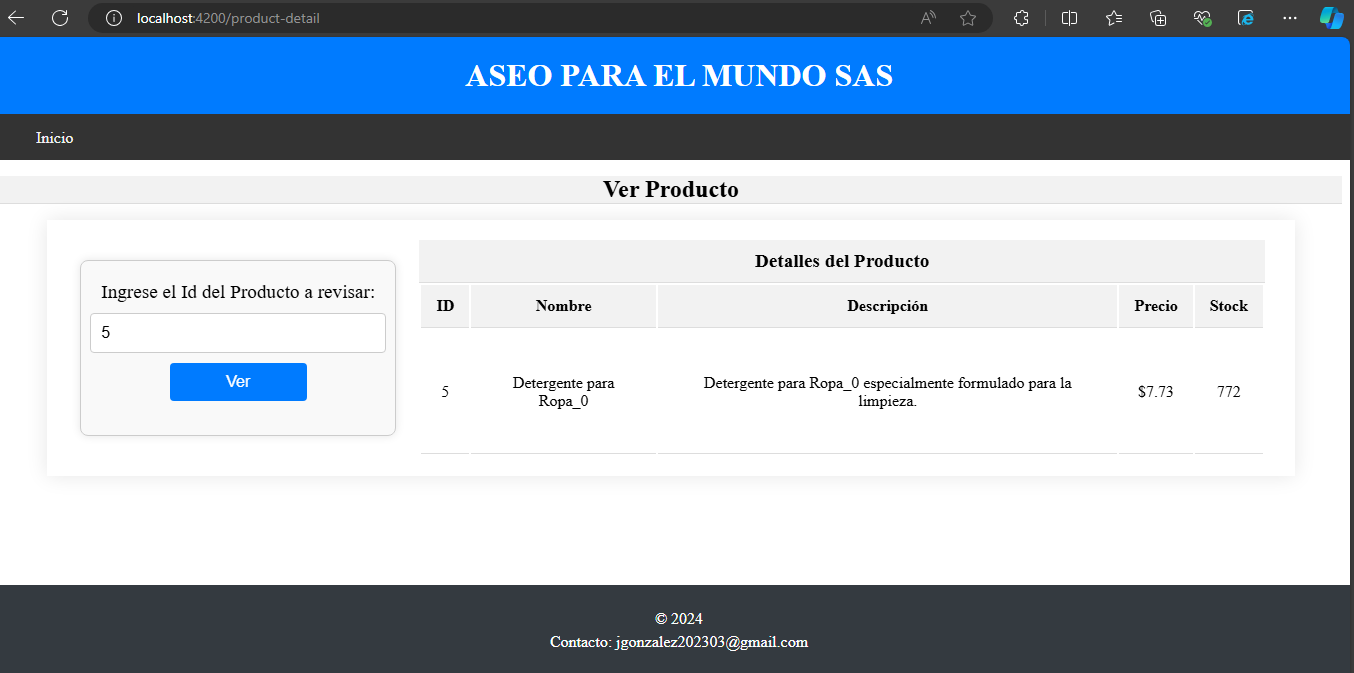 localhost:4200/product-detail
ASEO PARA EL MUNDO SAS
Inicio
Ver Producto
Ingrese el Id del Producto a revisar:
5
Ver
Detalles del Producto
ID Nombre Descripción Precio Stock
5 Detergente para Ropa_0 Detergente para Ropa_0 especialmente formulado para la
limpieza. $7.73 772
© 2024
Contacto: jgonzalez202303@gmail.com